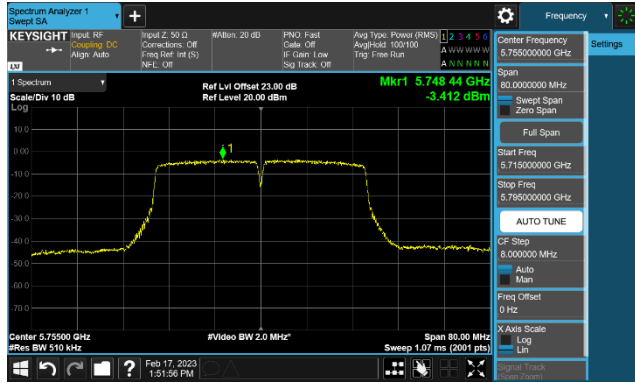 Spectrum Analyzer 1
Swept SA
+
Frequency
KEYSIGHT
Input: RF
Coupling: DC
Align: Auto
Input Z: 50 Ω
Corrections: Off
Freq Ref: Int (S)
NFE: Off
#Atten: 20 dB
PNO: Fast
Gate: Off
IF Gain: Low
Sig Track: Off
Avg Type: Power (RMS)
Avg|Hold: 100/100
Trig: Free Run
1 2 3 4 5 6
A W W W W W
A N N N N N
LXI
1 Spectrum
Scale/Div 10 dB
Log
Ref Lvl Offset 23.00 dB
Ref Level 20.00 dBm
Mkr1 5.748 44 GHz
-3.412 dBm
10.0
0.00
-10.0
-20.0
-30.0
-40.0
-50.0
-60.0
-70.0
1
Center 5.75500 GHz
#Res BW 510 kHz
#Video BW 2.0 MHz*
Span 80.00 MHz
Sweep 1.07 ms (2001 pts)
Feb 17, 2023
1:51:56 PM
?
Center Frequency
5.755000000 GHz
Settings
Span
80.0000000 MHz
Swept Span
Zero Span
Full Span
Start Freq
5.715000000 GHz
Stop Freq
5.795000000 GHz
AUTO TUNE
CF Step
8.000000 MHz
Auto
Man
Freq Offset
0 Hz
X Axis Scale
Log
Lin
Signal Track
(Span Zoom)